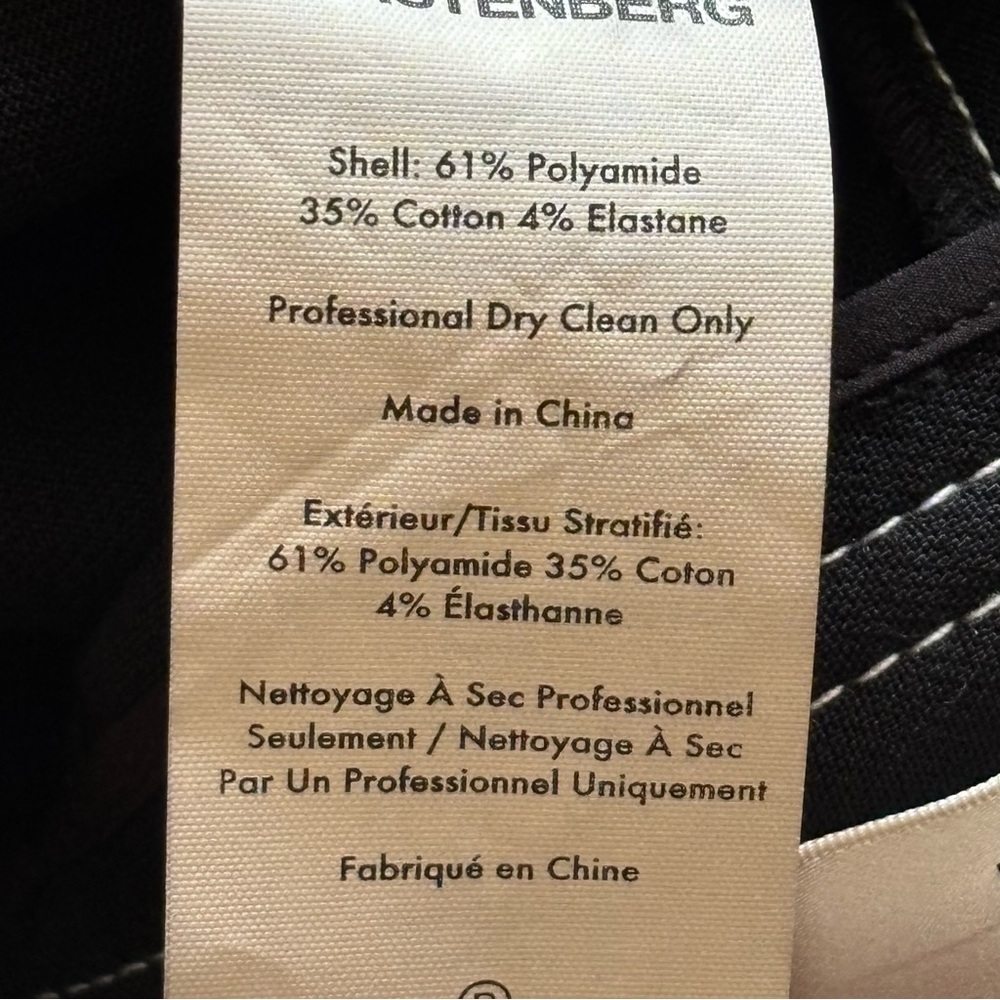 Shell: 61% Polyamide
35% Cotton 4% Elastane
Professional Dry Clean Only
Made in China
Extérieur/Tissu Stratifié:
61% Polyamide 35% Coton
4% Élasthanne
Nettoyage À Sec Professionnel
Seulement / Nettoyage À Sec
Par Un Professionnel Uniquement
Fabriqué en Chine